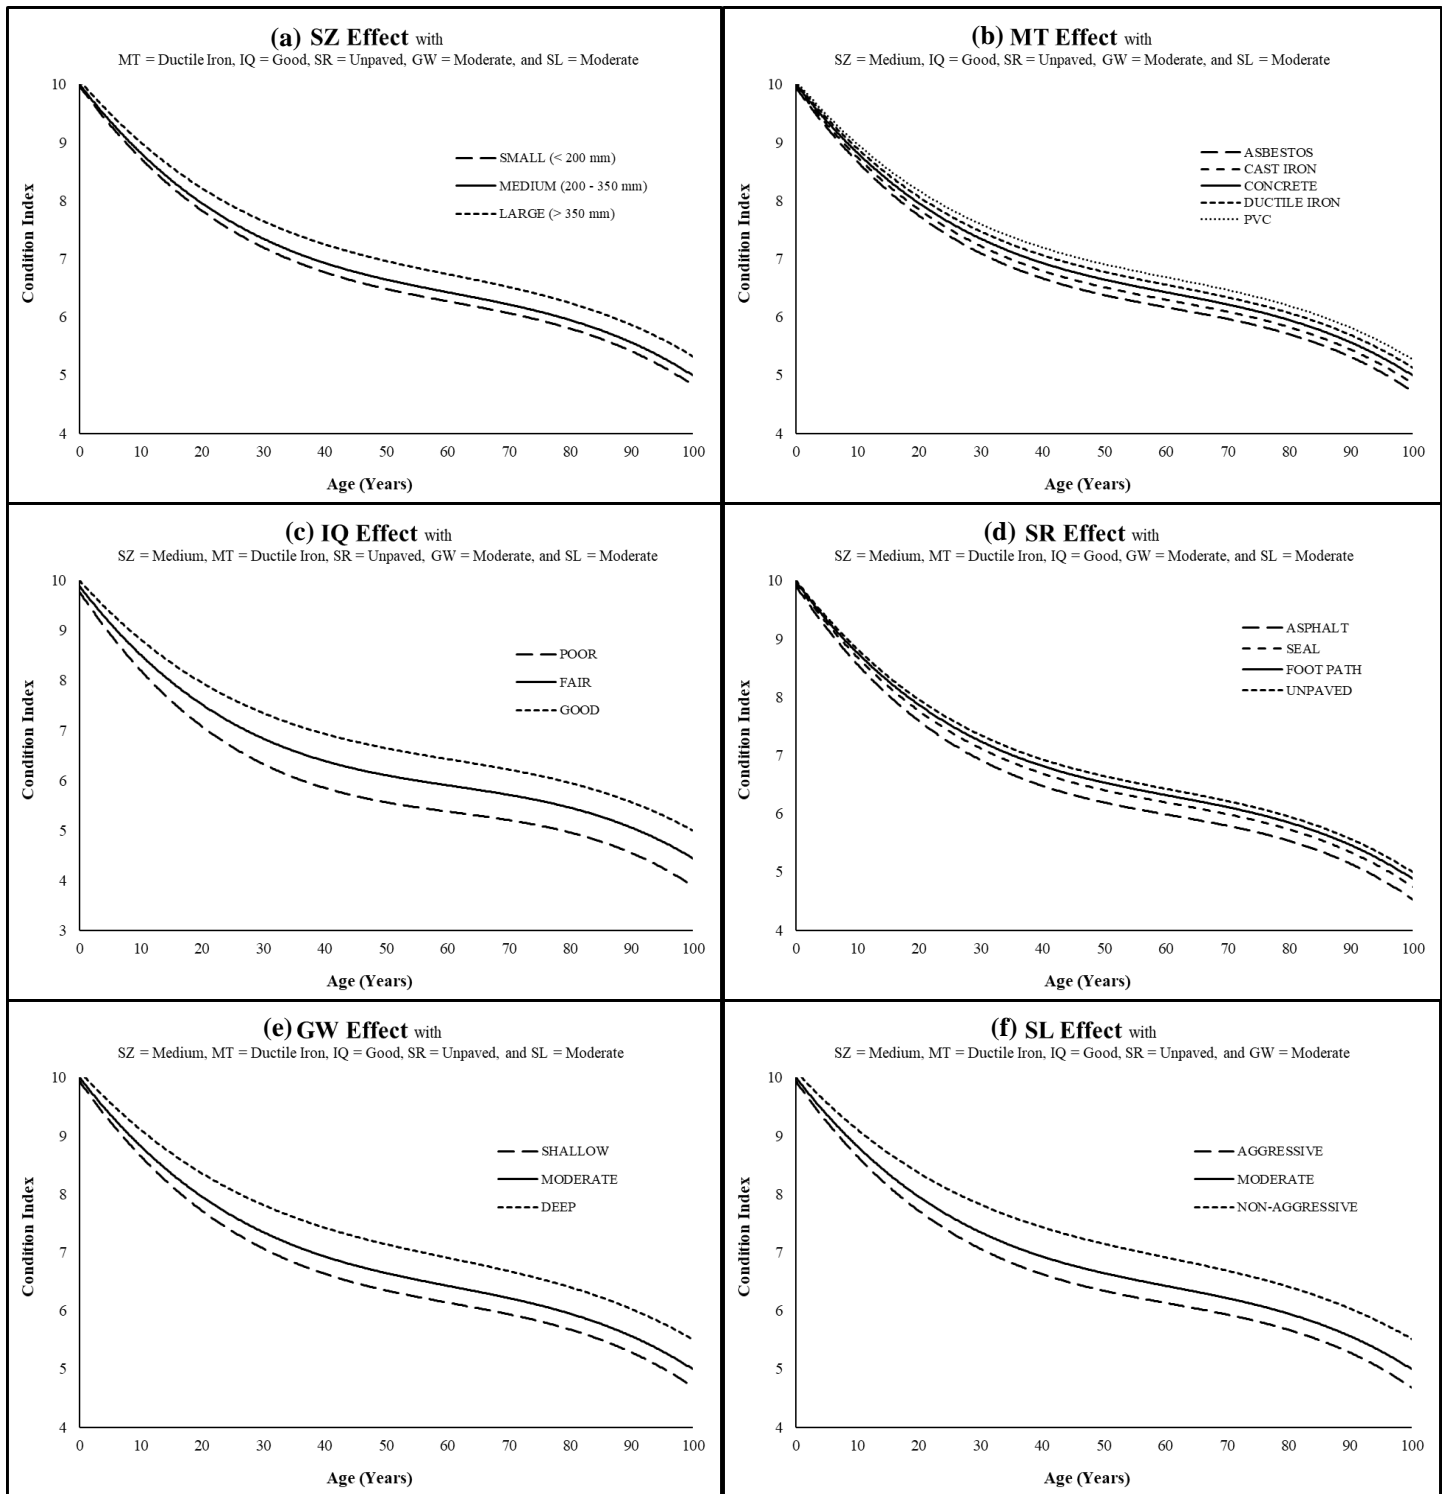 (a) SZ Effect with
MT = Ductile Iron, IQ = Good, SR = Unpaved, GW = Moderate, and SL = Moderate
10
9
8
7
6
5
4
Condition Index
SMALL (< 200 mm)
MEDIUM (200 - 350 mm)
LARGE (> 350 mm)
0 10 20 30 40 50 60 70 80 90 100
Age (Years)
(b) MT Effect with
SZ = Medium, IQ = Good, SR = Unpaved, GW = Moderate, and SL = Moderate
10
9
8
7
6
5
4
Condition Index
ASBESTOS
CAST IRON
CONCRETE
DUCTILE IRON
PVC
0 10 20 30 40 50 60 70 80 90 100
Age (Years)
(c) IQ Effect with
SZ = Medium, MT = Ductile Iron, SR = Unpaved, GW = Moderate, and SL = Moderate
10
9
8
7
6
5
4
3
Condition Index
POOR
FAIR
GOOD
0 10 20 30 40 50 60 70 80 90 100
Age (Years)
(d) SR Effect with
SZ = Medium, MT = Ductile Iron, IQ = Good, GW = Moderate, and SL = Moderate
10
9
8
7
6
5
4
Condition Index
ASPHALT
SEAL
FOOT PATH
UNPAVED
0 10 20 30 40 50 60 70 80 90 100
Age (Years)
(e) GW Effect with
SZ = Medium, MT = Ductile Iron, IQ = Good, SR = Unpaved, and SL = Moderate
10
9
8
7
6
5
4
Condition Index
SHALLOW
MODERATE
DEEP
0 10 20 30 40 50 60 70 80 90 100
Age (Years)
(f) SL Effect with
SZ = Medium, MT = Ductile Iron, IQ = Good, SR = Unpaved, and GW = Moderate
10
9
8
7
6
5
4
Condition Index
AGGRESSIVE
MODERATE
NON-AGGRESSIVE
0 10 20 30 40 50 60 70 80 90 100
Age (Years)